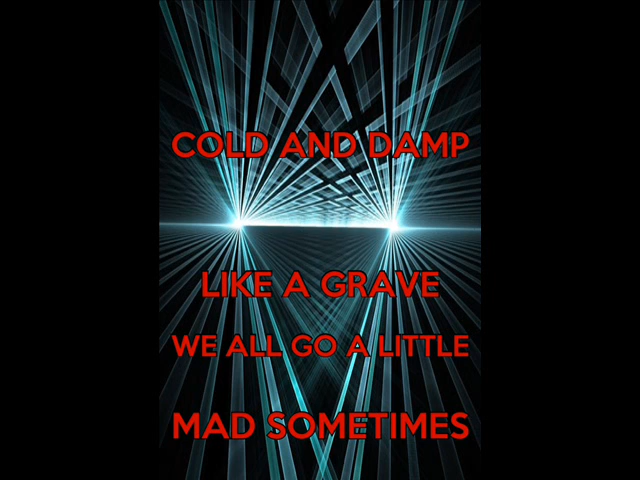 COLD AND DAMP
LIKE A GRAVE
WE ALL GO A LITTLE
MAD SOMETIMES